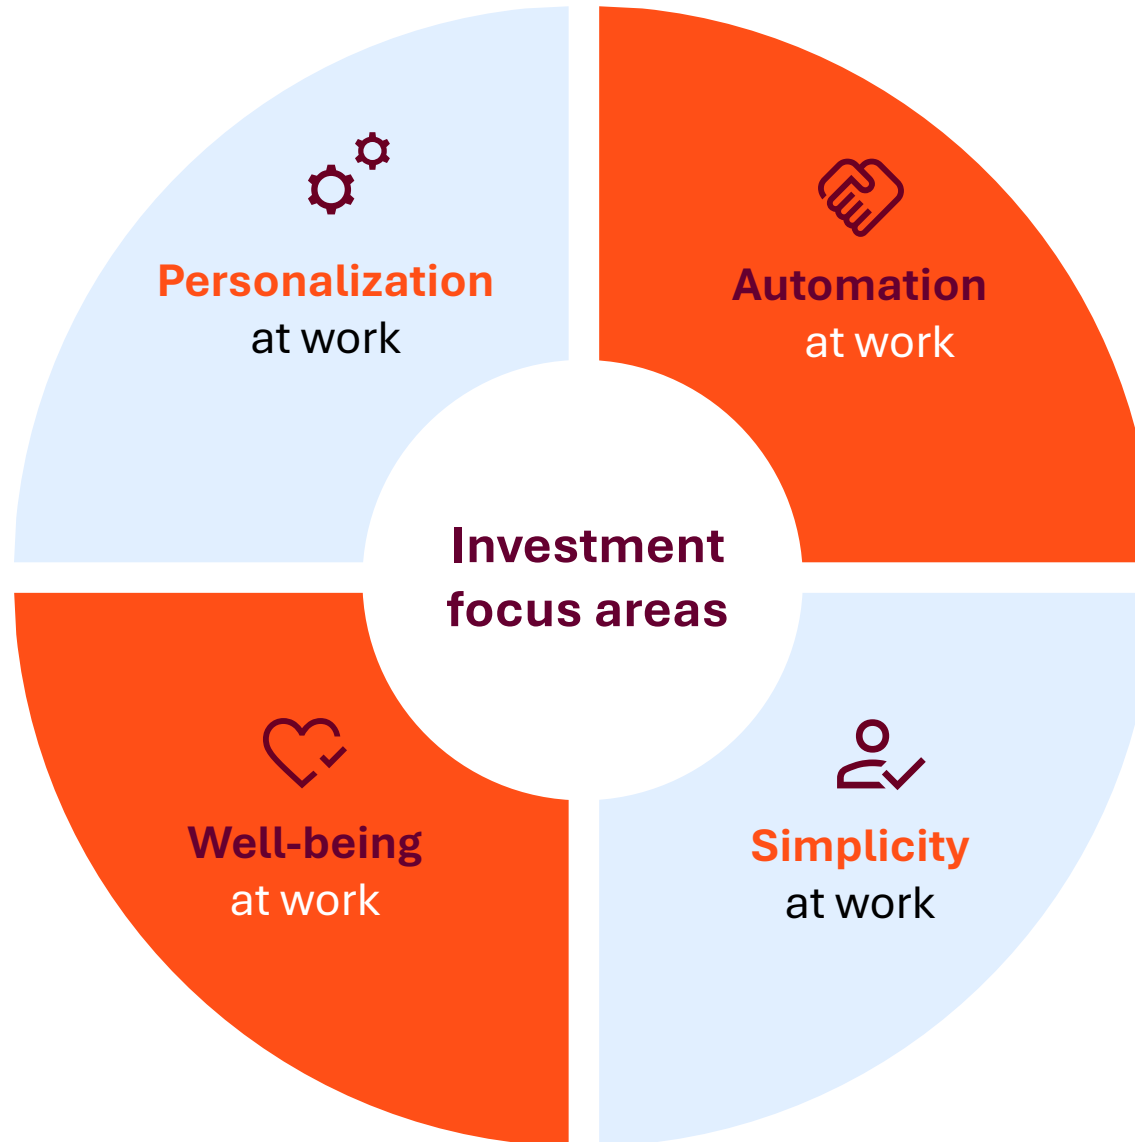 Personalization
at work
Automation
at work
Investment
focus areas
Well-being
at work
Simplicity
at work